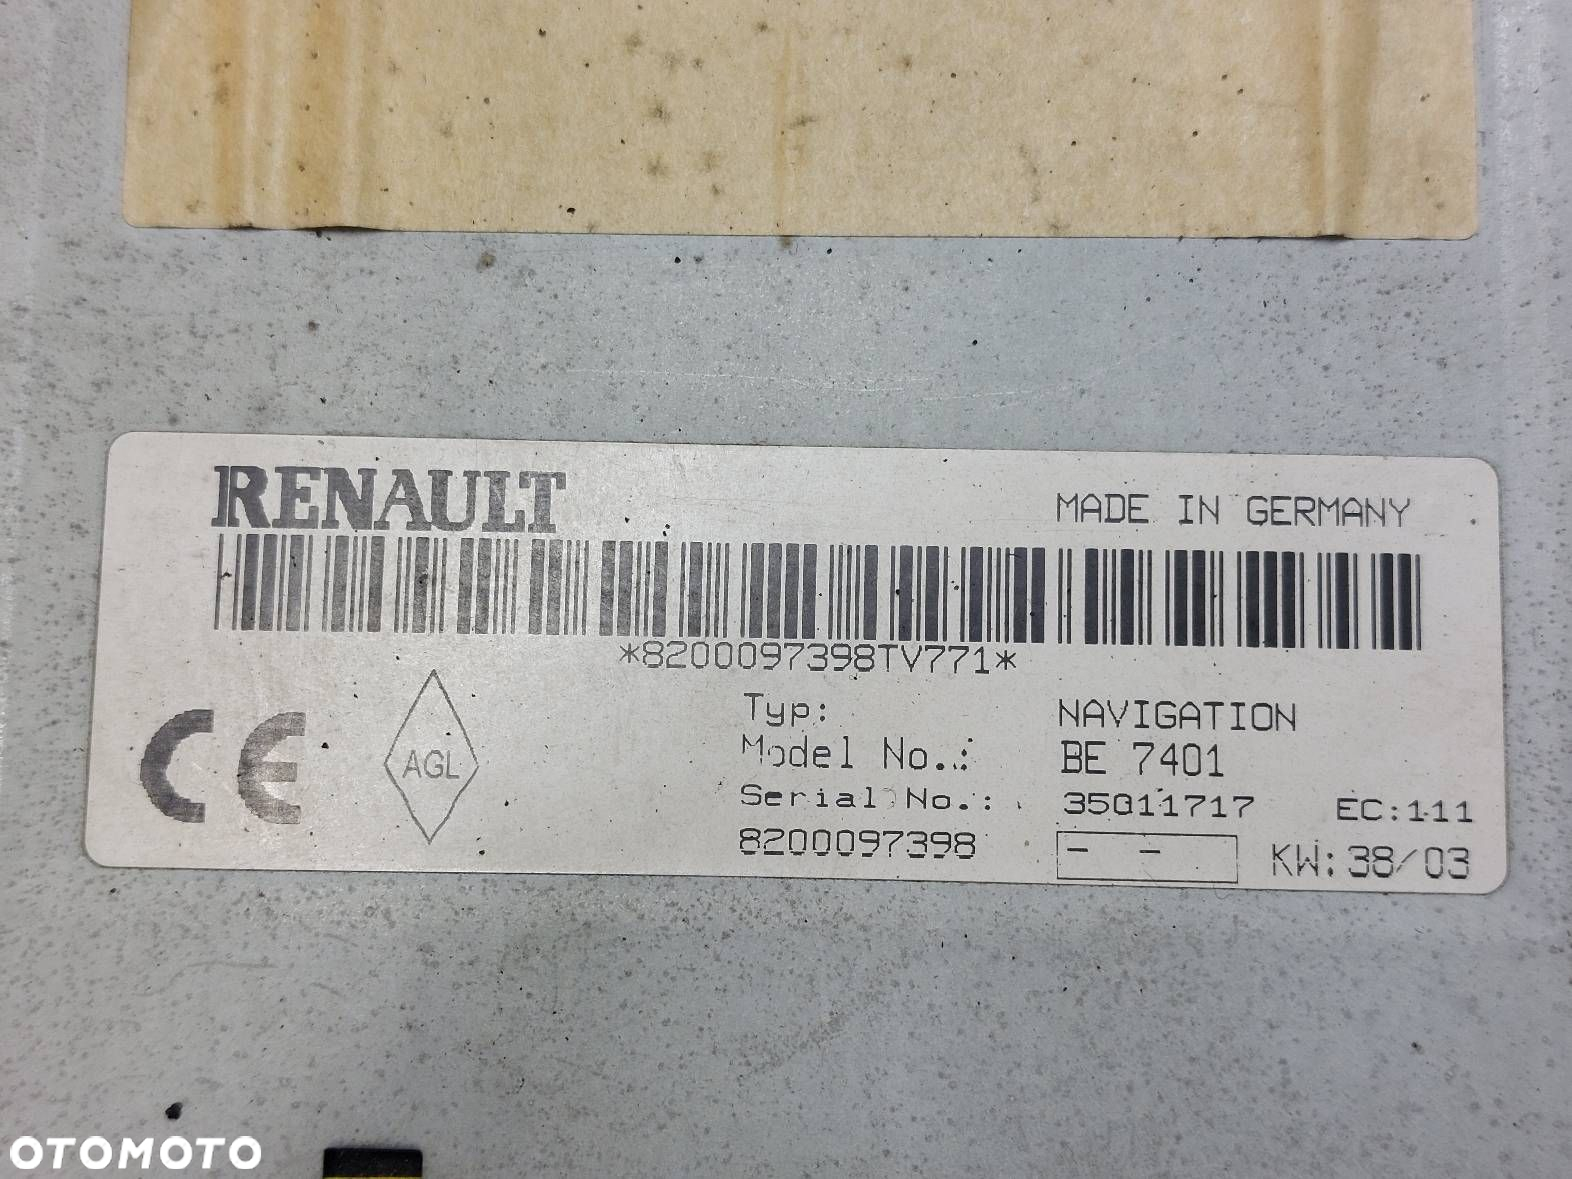 RENAULT
MADE IN GERMANY
*8200097398TV771*
AGL
Typ: NAVIGATION
Model No.: BE 7401
Serial No.: 35011717 EC:111
8200097398 - - KW:38/03
OTOMOTO